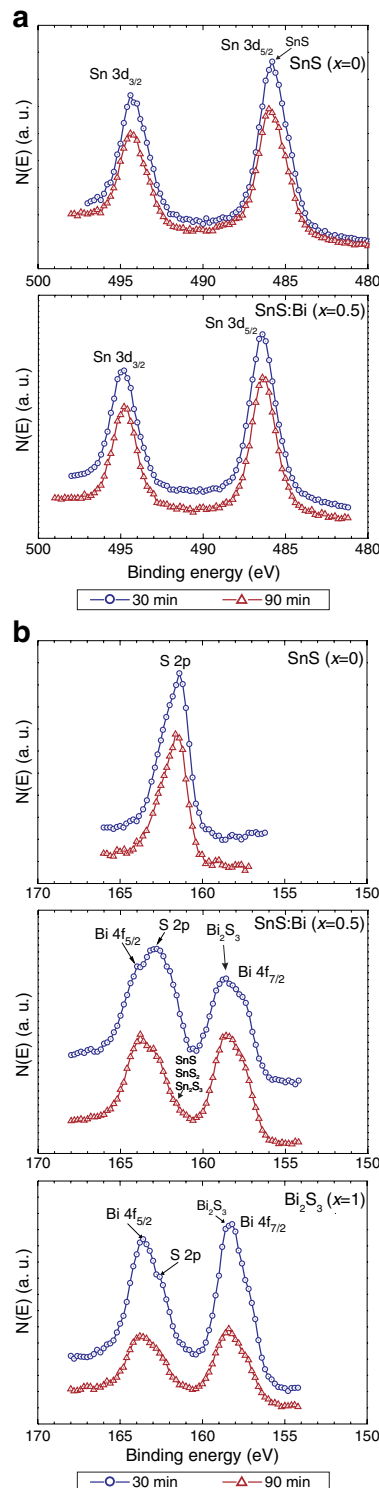 a
Sn 3d5/2
SnS
Sn 3d3/2
SnS (x=0)
N(E) (a. u.)
500 495 490 485 480
SnS:Bi (x=0.5)
Sn 3d5/2
Sn 3d3/2
N(E) (a. u.)
500 495 490 485 480
Binding energy (eV)
30 min 90 min
b
S 2p
SnS (x=0)
N(E) (a. u.)
170 165 160 155 150
SnS:Bi (x=0.5)
S 2p
Bi 4f5/2
Bi2S3
Bi 4f7/2
SnS
SnS2
Sn2S3
N(E) (a. u.)
170 165 160 155 150
Bi2S3 (x=1)
Bi 4f5/2
Bi2S3
Bi 4f7/2
S 2p
N(E) (a. u.)
170 165 160 155 150
Binding energy (eV)
30 min 90 min